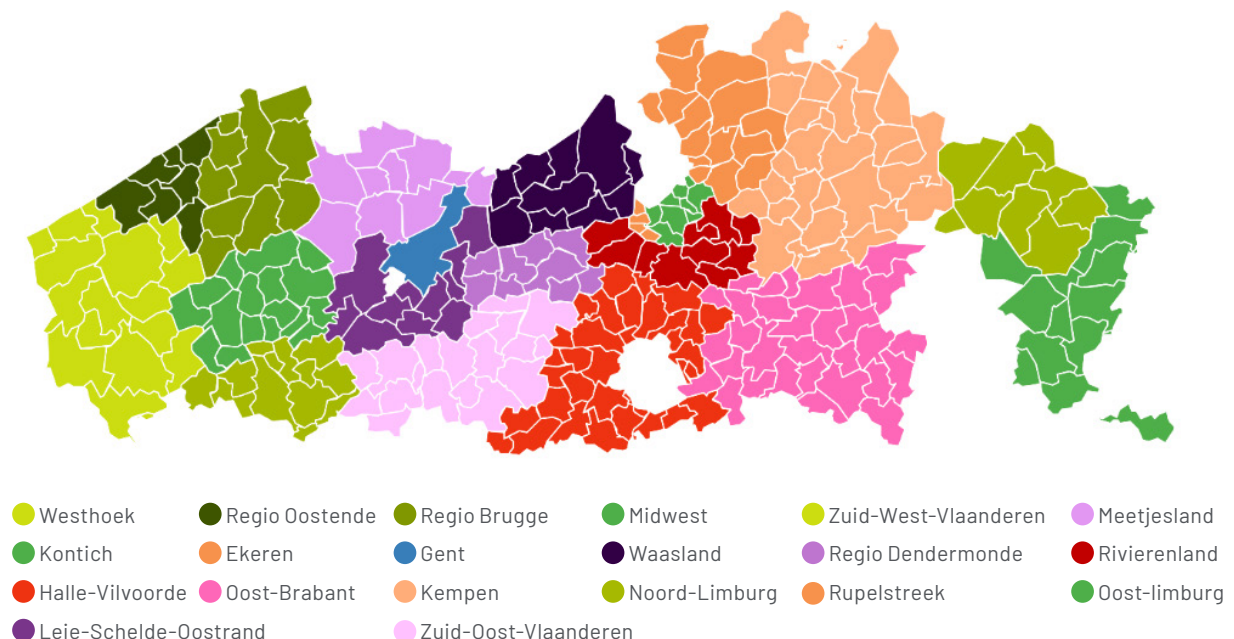 Westhoek Regio Oostende Regio Brugge Midwest Zuid-West-Vlaanderen Meetjesland
Kontich Ekeren Gent Waasland Regio Dendermonde Rivierenland
Halle-Vilvoorde Oost-Brabant Kempen Noord-Limburg Rupelstreek Oost-limburg
Leie-Schelde-Oostrand Zuid-Oost-Vlaanderen